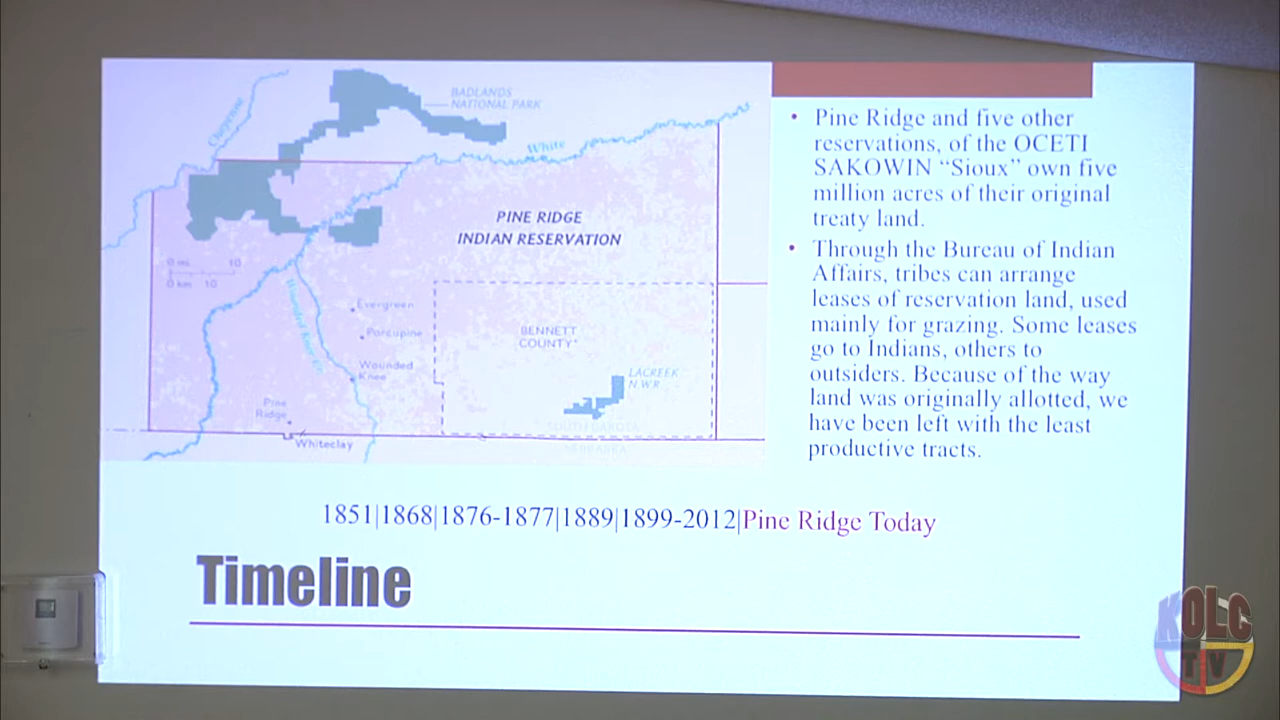 BADLANDS
NATIONAL PARK
Cheyenne
White
PINE RIDGE
INDIAN RESERVATION
0 mi 10
0 km 10
Wounded Knee Cr.
Evergreen
Porcupine
Wounded
Knee
Pine
Ridge
Whiteclay
BENNETT
COUNTY
LACREEK
N.W.R.
SOUTH DAKOTA
NEBRASKA
• Pine Ridge and five other
reservations, of the OCETI
SAKOWIN “Sioux” own five
million acres of their original
treaty land.
• Through the Bureau of Indian
Affairs, tribes can arrange
leases of reservation land, used
mainly for grazing. Some leases
go to Indians, others to
outsiders. Because of the way
land was originally allotted, we
have been left with the least
productive tracts.
1851|1868|1876-1877|1889|1899-2012|Pine Ridge Today
Timeline
KOLC
TV